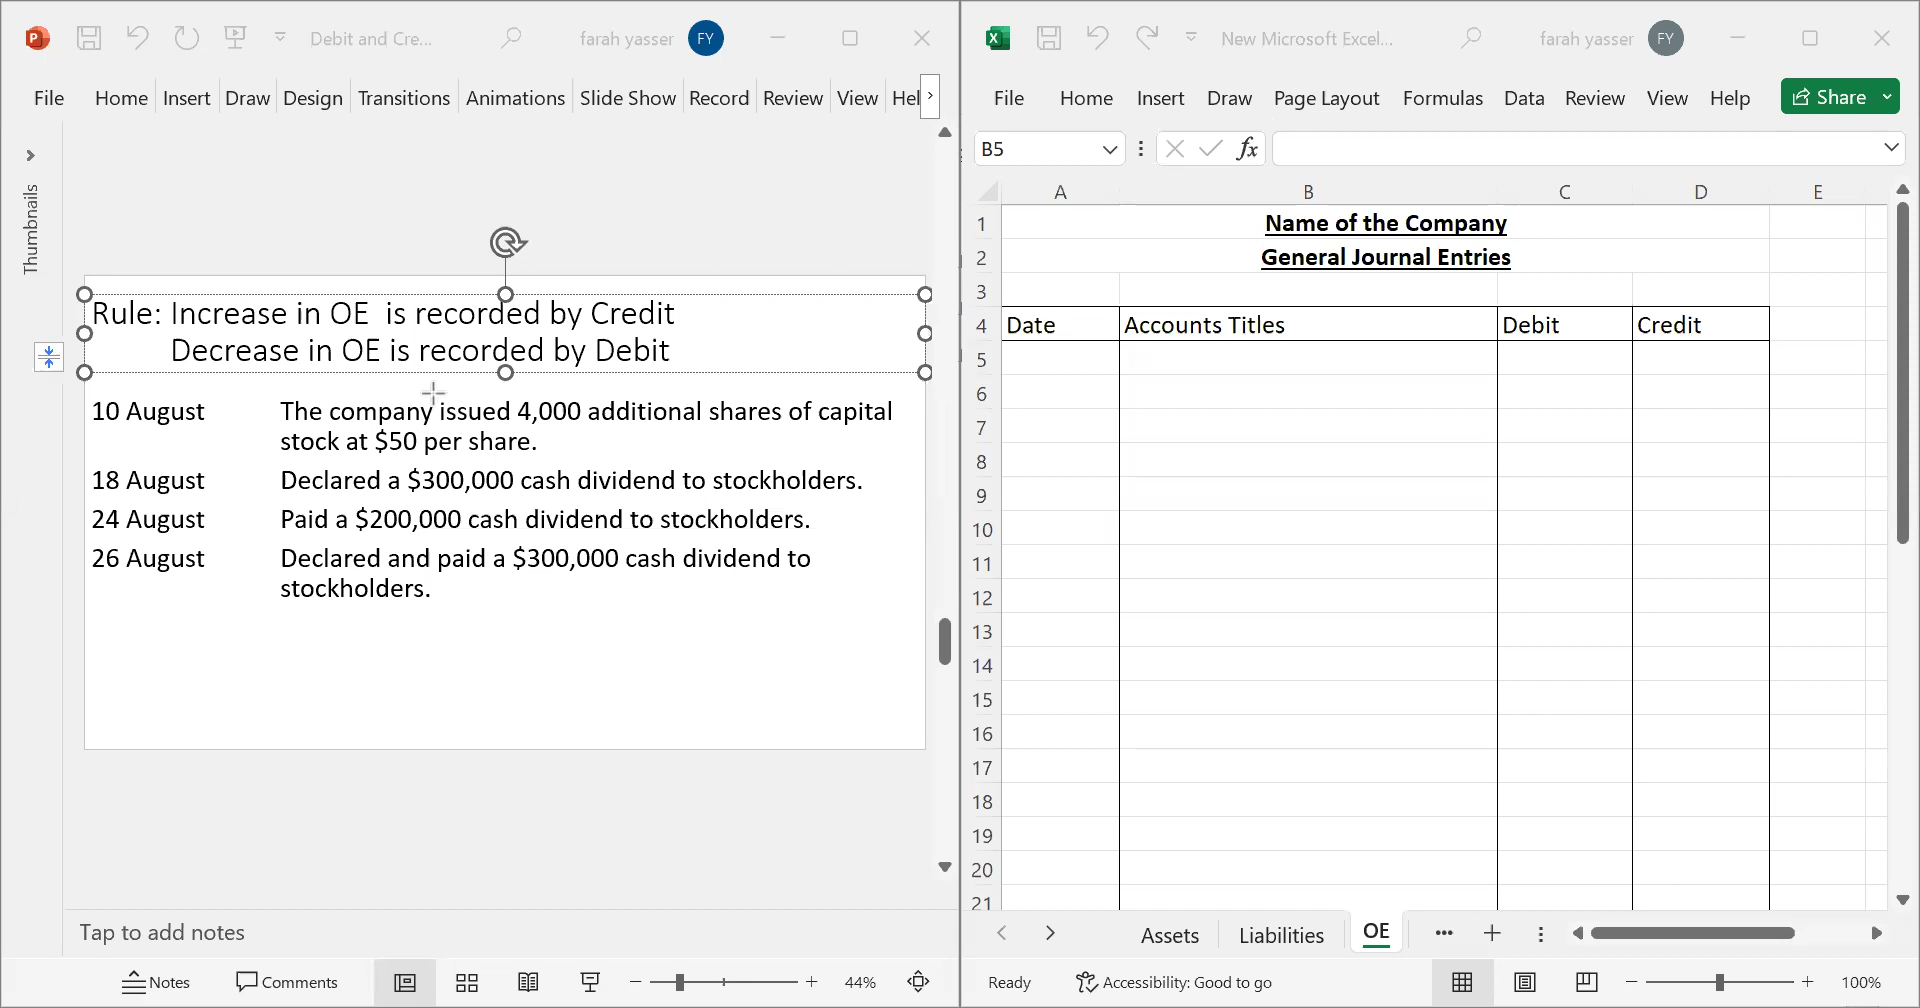 Debit and Cre...
farah yasser
FY
File Home Insert Draw Design Transitions Animations Slide Show Record Review View Hel
Thumbnails
Rule: Increase in OE is recorded by Credit
Decrease in OE is recorded by Debit
10 August The company issued 4,000 additional shares of capital
stock at $50 per share.
18 August Declared a $300,000 cash dividend to stockholders.
24 August Paid a $200,000 cash dividend to stockholders.
26 August Declared and paid a $300,000 cash dividend to
stockholders.
Tap to add notes
Notes Comments 44%
New Microsoft Excel...
farah yasser
FY
File Home Insert Draw Page Layout Formulas Data Review View Help Share
B5 fx
A B C D E
1 Name of the Company
2 General Journal Entries
3
4 Date Accounts Titles Debit Credit
5
6
7
8
9
10
11
12
13
14
15
16
17
18
19
20
21
Assets Liabilities OE
Ready Accessibility: Good to go 100%